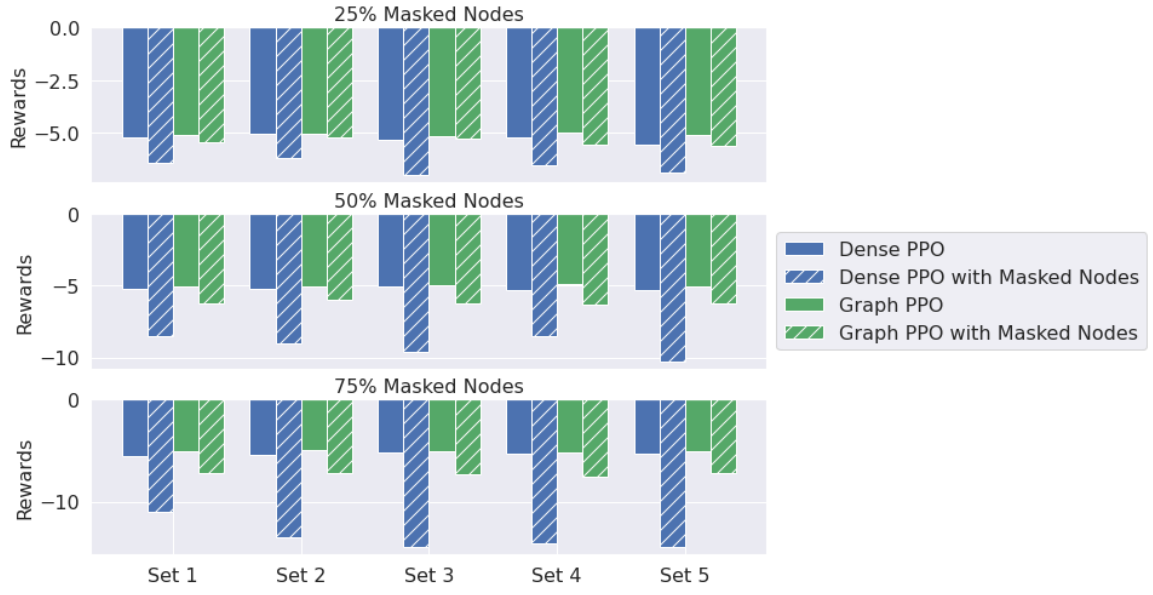 25% Masked Nodes
0.0
−2.5
−5.0
Rewards
50% Masked Nodes
0
−5
−10
Rewards
Dense PPO
Dense PPO with Masked Nodes
Graph PPO
Graph PPO with Masked Nodes
75% Masked Nodes
0
−10
Rewards
Set 1
Set 2
Set 3
Set 4
Set 5